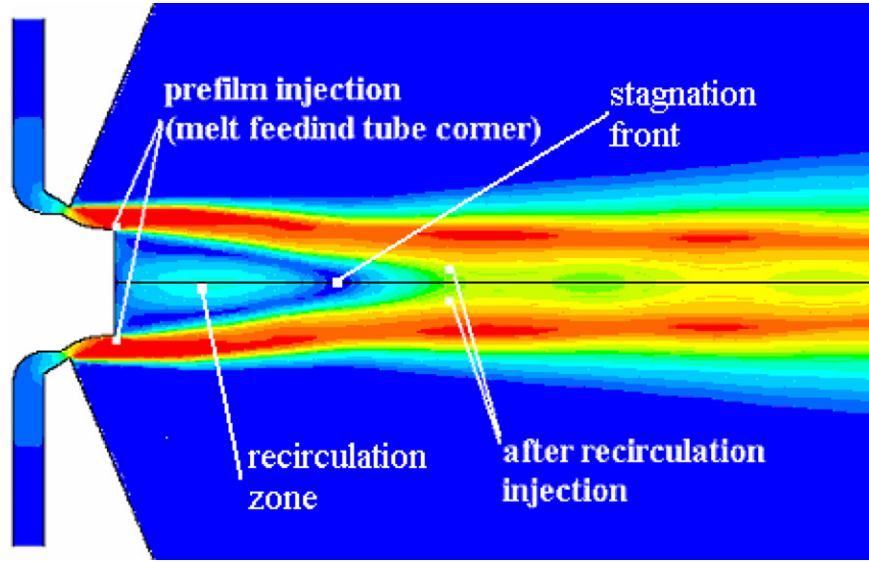 prefilm injection
(melt feedind tube corner)
stagnation
front
recirculation
zone
after recirculation
injection